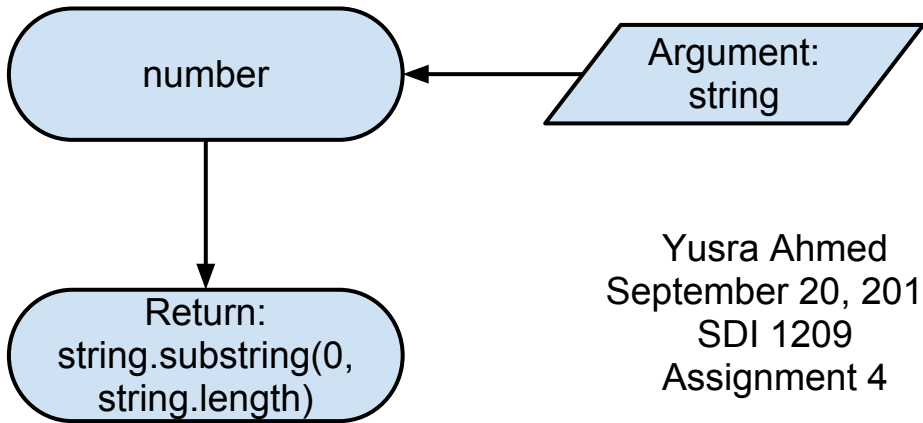 number
Argument:
string
Return:
string.substring(0,
string.length)
Yusra Ahmed
September 20, 201
SDI 1209
Assignment 4